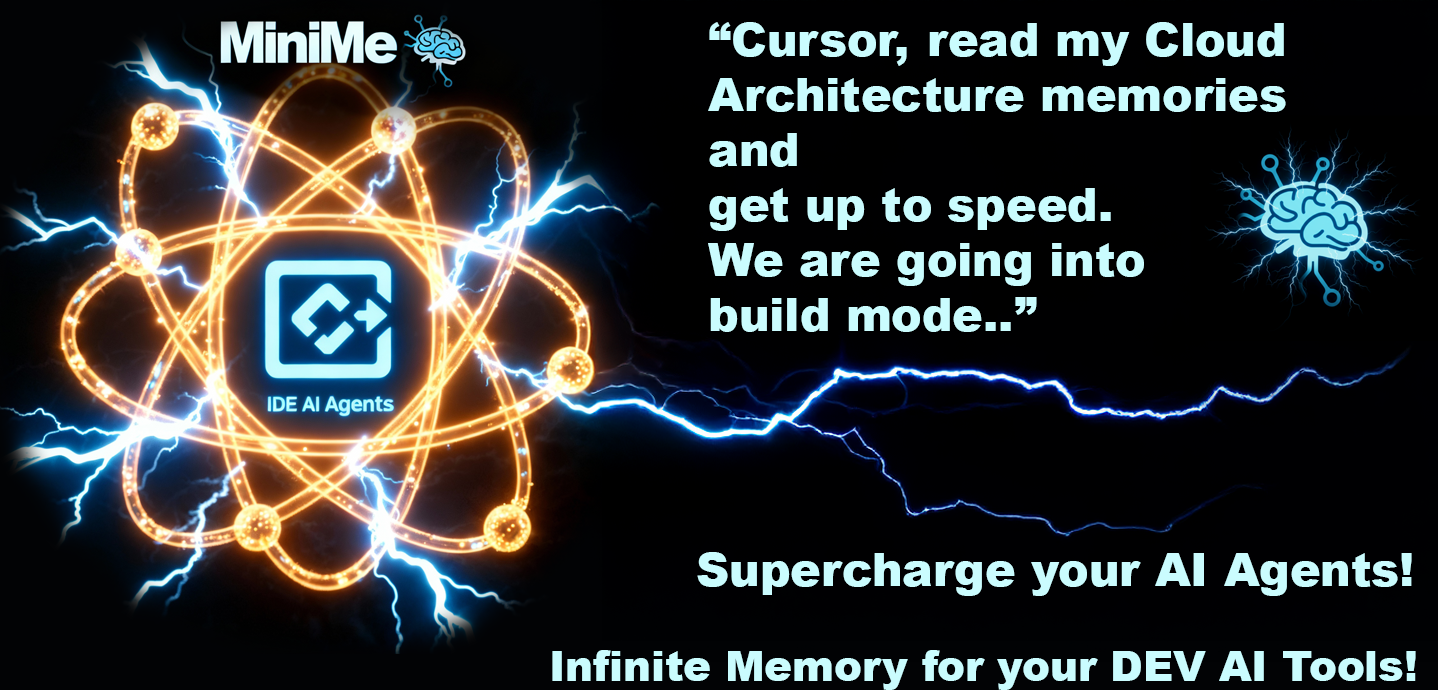 MiniMe
“Cursor, read my Cloud
Architecture memories
and
get up to speed.
We are going into
build mode..”
IDE AI Agents
Supercharge your AI Agents!
Infinite Memory for your DEV AI Tools!